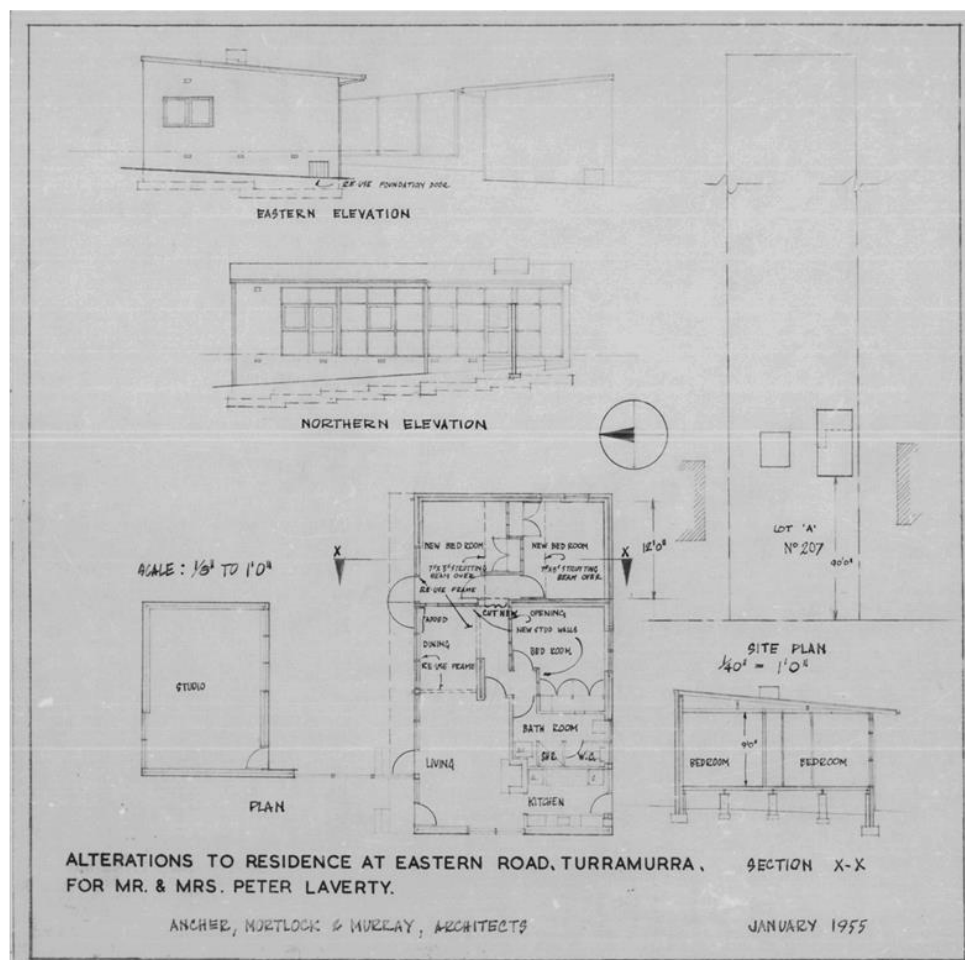 RE USE FOUNDATION DOOR
EASTERN ELEVATION
NORTHERN ELEVATION
LOT 'A'
Nº 207
90'0"
SITE PLAN
1/40" = 1'0"
SCALE : 1/8" TO 1'0"
X
X
12'0"
NEW BED ROOM
NEW BED ROOM
STRUTTING
BEAM OVER
STRUTTING
BEAM OVER.
RE-USE FRAME
CUT NEW
OPENING
ADDED
DINING
NEW STUD WALLS
BED ROOM
RE USE FRAME
STUDIO
BATH ROOM
SHR.
W.C.
LIVING
KITCHEN
PLAN
9'0"
BEDROOM
BEDROOM
SECTION X-X
ALTERATIONS TO RESIDENCE AT EASTERN ROAD, TURRAMURRA,
FOR MR. & MRS. PETER LAVERTY.
ANCHER, MORTLOCK & MURRAY, ARCHITECTS
JANUARY 1955